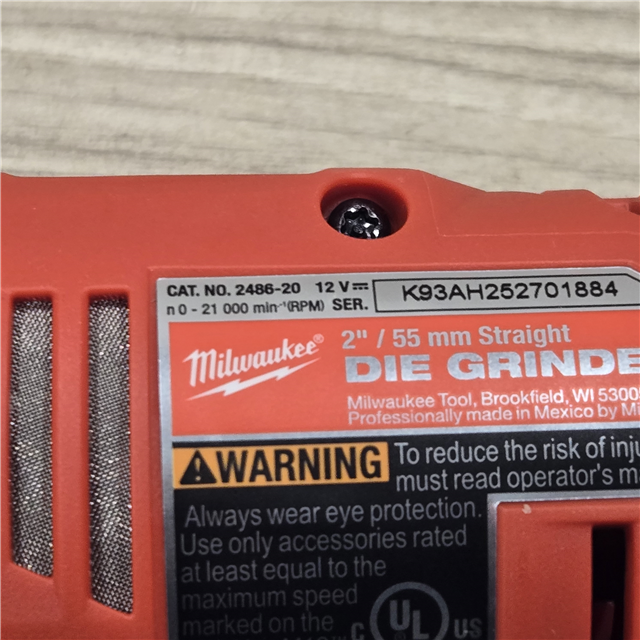 CAT. NO. 2486-20 12 V⎓
n 0 - 21 000 min⁻¹(RPM) SER. K93AH252701884
Milwaukee®
2" / 55 mm Straight
DIE GRINDE
Milwaukee Tool, Brookfield, WI 5300
Professionally made in Mexico by Mi
WARNING
To reduce the risk of inju
must read operator's m
Always wear eye protection.
Use only accessories rated
at least equal to the
maximum speed
marked on the
C UL US